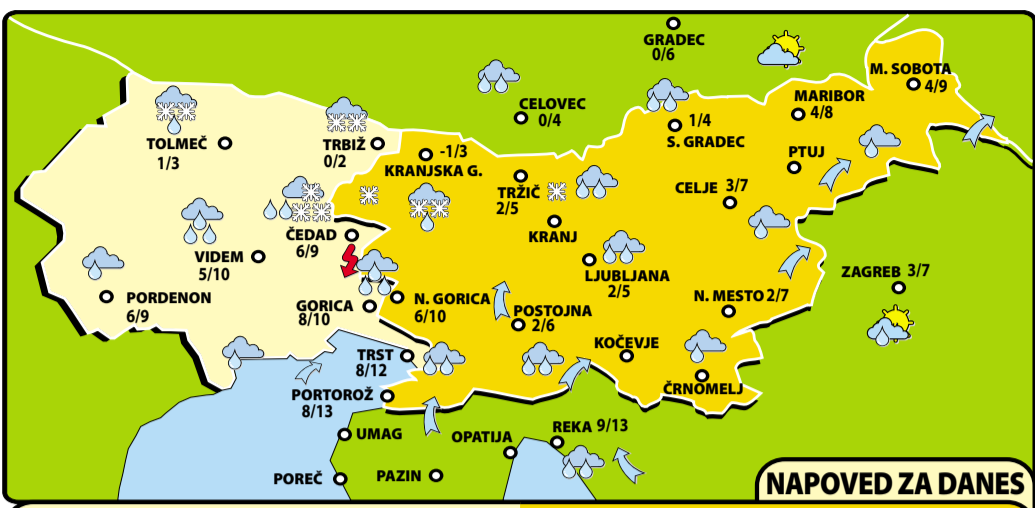 GRADEC
0/6
M. SOBOTA
4/9
CELOVEC
0/4
MARIBOR
4/8
1/4
S. GRADEC
TOLMEČ
1/3
TRBIŽ
0/2
-1/3
KRANJSKA G.
PTUJ
TRŽIČ
2/5
CELJE 3/7
KRANJ
ČEDAD
6/9
VIDEM
5/10
LJUBLJANA
2/5
ZAGREB 3/7
PORDENON
6/9
GORICA
8/10
N. GORICA
6/10
POSTOJNA
2/6
N. MESTO 2/7
KOČEVJE
TRST
8/12
ČRNOMELJ
PORTOROŽ
8/13
UMAG
OPATIJA
REKA 9/13
POREČ
PAZIN
NAPOVED ZA DANES